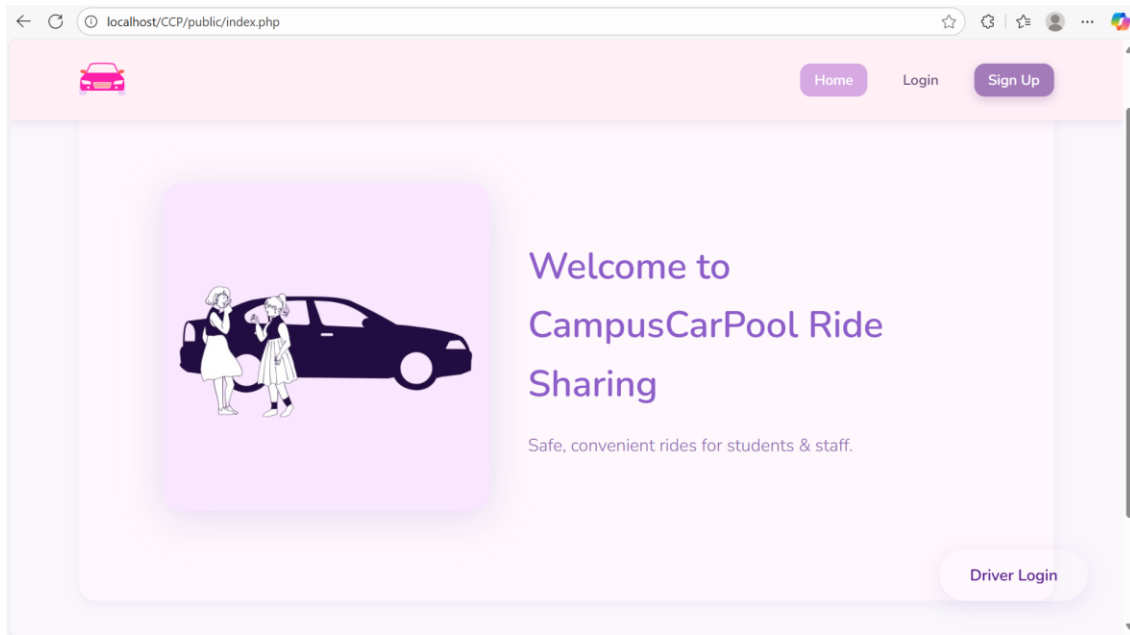 localhost/CCP/public/index.php
Home
Login
Sign Up
Welcome to
CampusCarPool Ride
Sharing
Safe, convenient rides for students & staff.
Driver Login